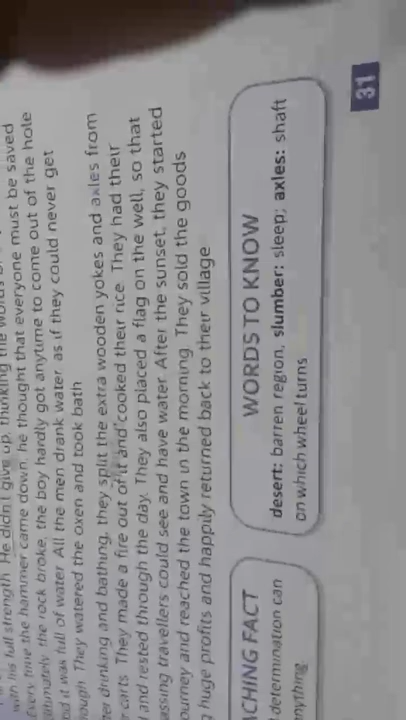 with his full strength. He didn't give up, thinking the words
Every time the hammer came down, he thought that everyone must be saved
ltimately the rock broke, the boy hardly got anytime to come out of the hole
d it was full of water. All the men drank water as if they could never get
ough. They watered the oxen and took bath
er drinking and bathing, they split the extra wooden yokes and axles from
carts. They made a fire out of it and cooked their rice. They had their
and rested through the day. They also placed a flag on the well, so that
assing travellers could see and have water. After the sunset, they started
ourney and reached the town in the morning. They sold the goods
g huge profits and happily returned back to their village
CHING FACT
determination can
nything
WORDS TO KNOW
desert: barren region, slumber: sleep; axles: shaft
on which wheel turns
31